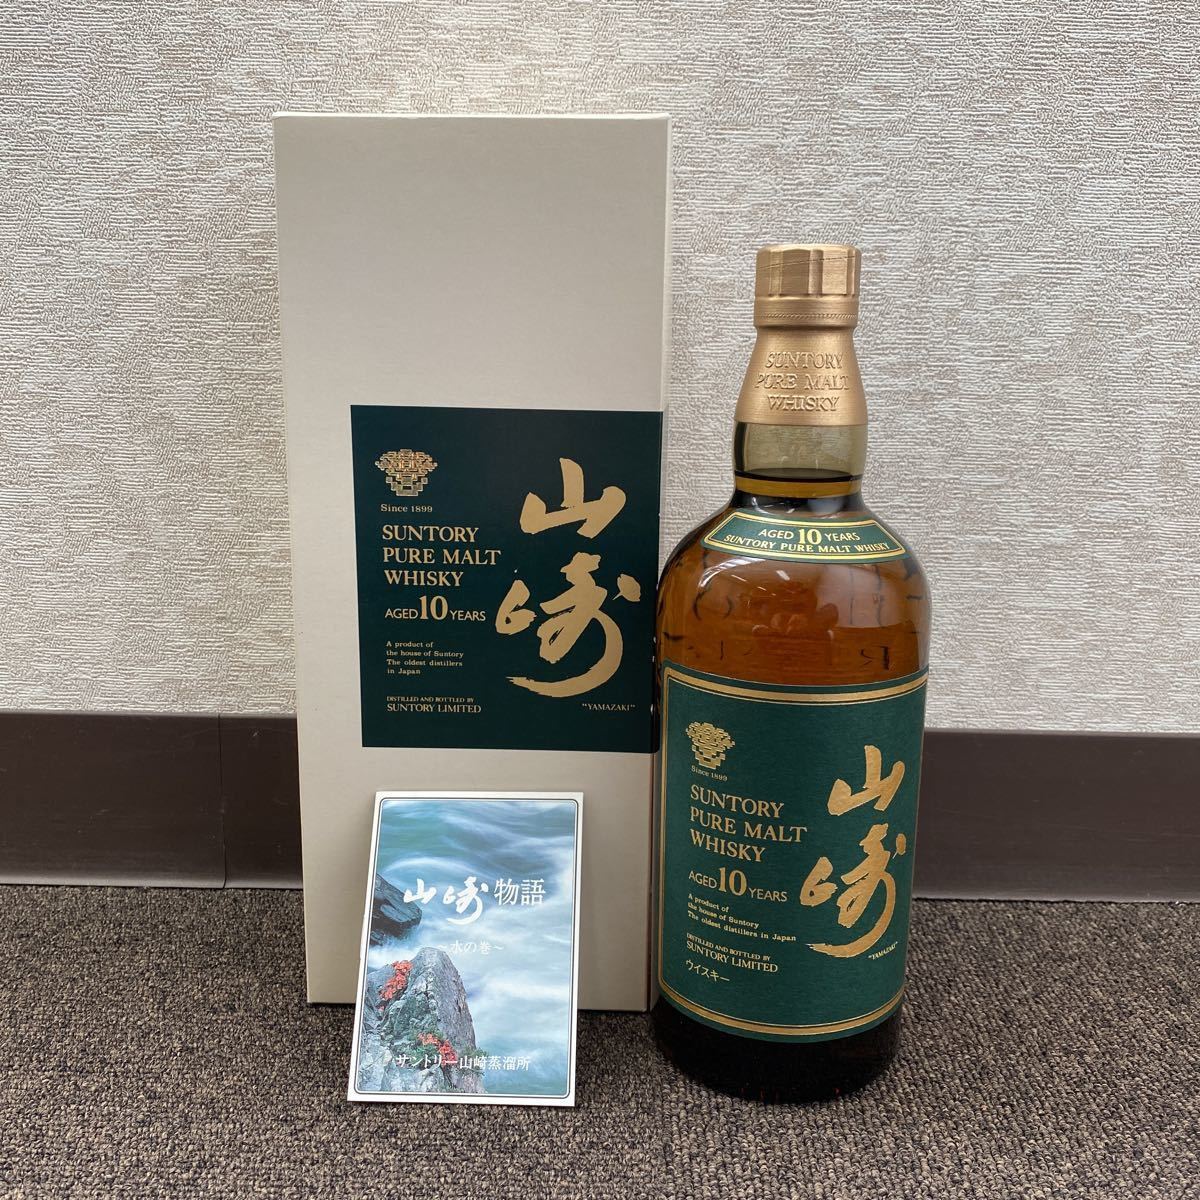 Since 1899
SUNTORY
PURE MALT
WHISKY
AGED 10 YEARS
A product of
the house of Suntory
The oldest distillers
in Japan
DISTILLED AND BOTTLED BY
SUNTORY LIMITED
山崎
"YAMAZAKI"
山崎物語
~水の巻~
サントリー山崎蒸溜所
SUNTORY
PURE MALT
WHISKY
AGED 10 YEARS
SUNTORY PURE MALT WHISKY
Since 1899
SUNTORY
PURE MALT
WHISKY
AGED 10 YEARS
A product of
the house of Suntory
The oldest distillers in Japan
DISTILLED AND BOTTLED BY
SUNTORY LIMITED
ウイスキー
山崎
"YAMAZAKI"